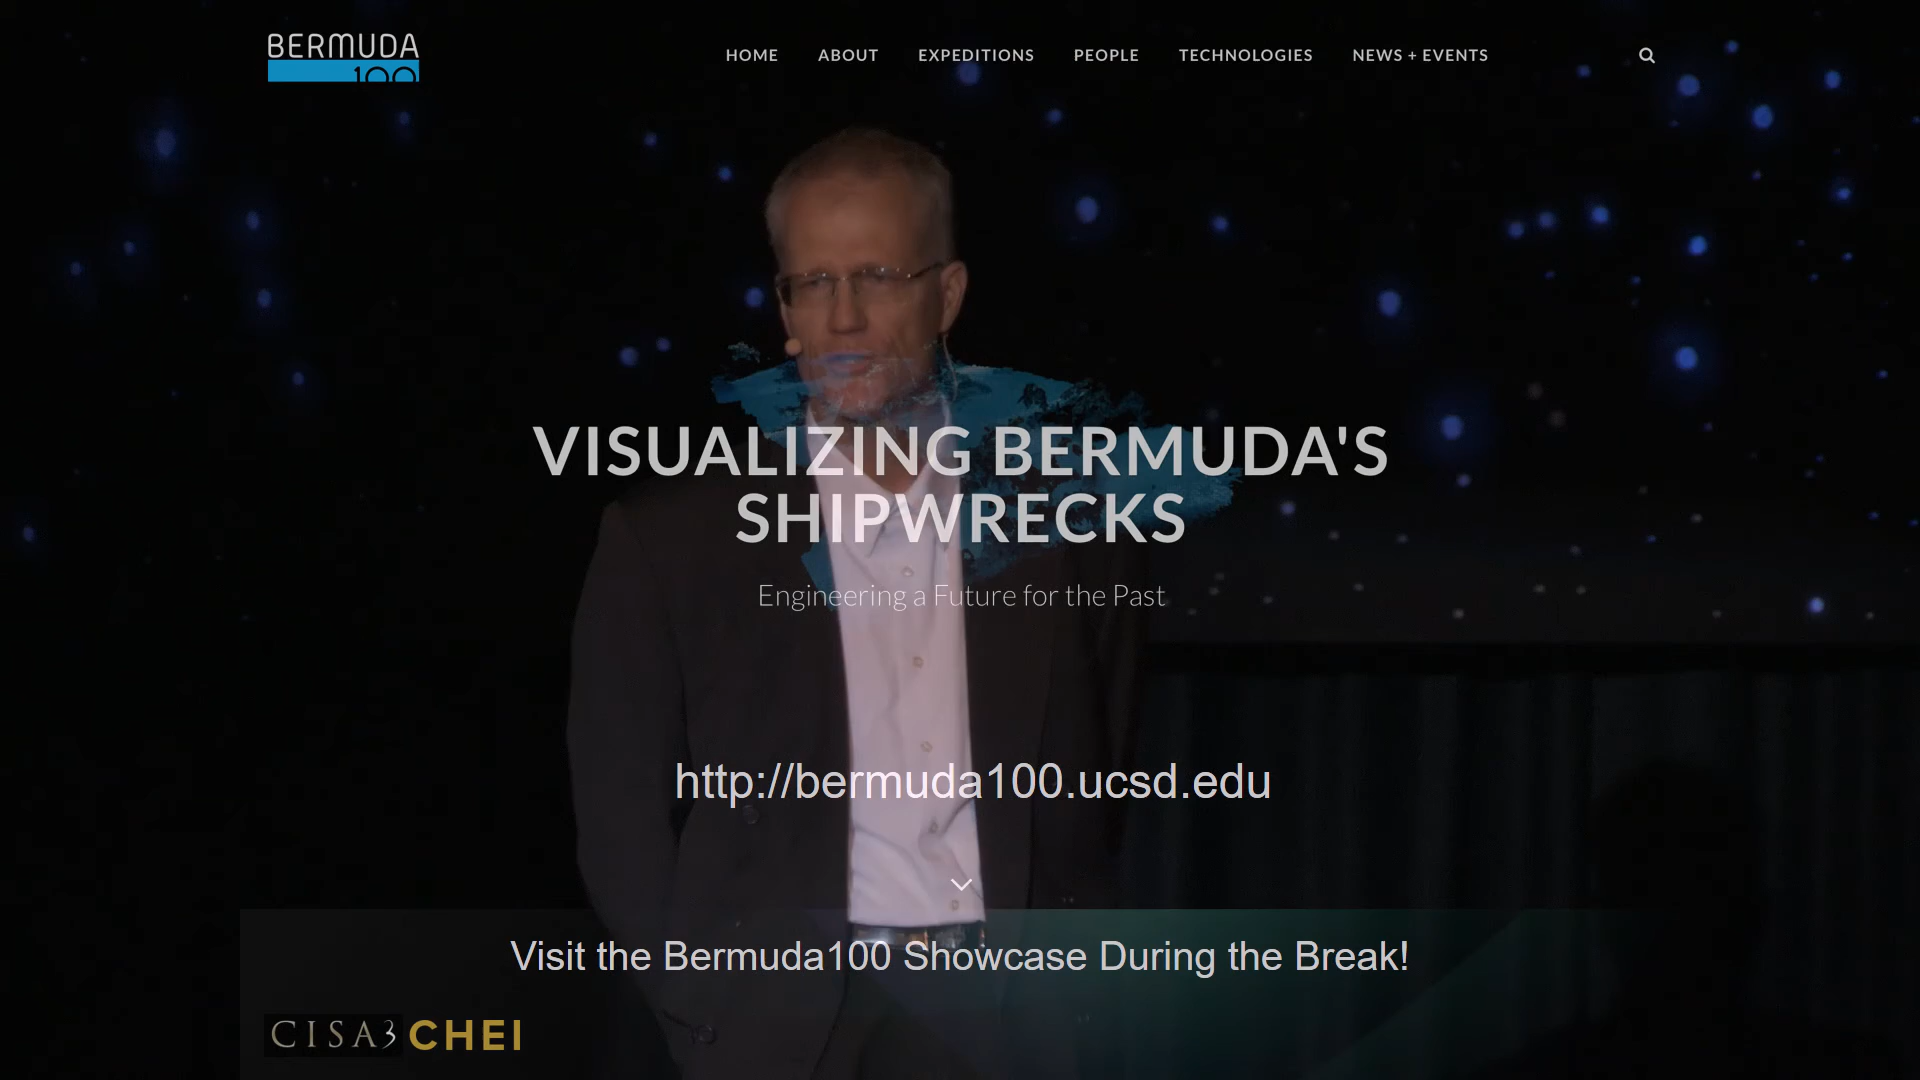 BERMUDA
100
HOME ABOUT EXPEDITIONS PEOPLE TECHNOLOGIES NEWS + EVENTS
VISUALIZING BERMUDA'S
SHIPWRECKS
Engineering a Future for the Past
http://bermuda100.ucsd.edu
Visit the Bermuda100 Showcase During the Break!
CISA3 CHEI